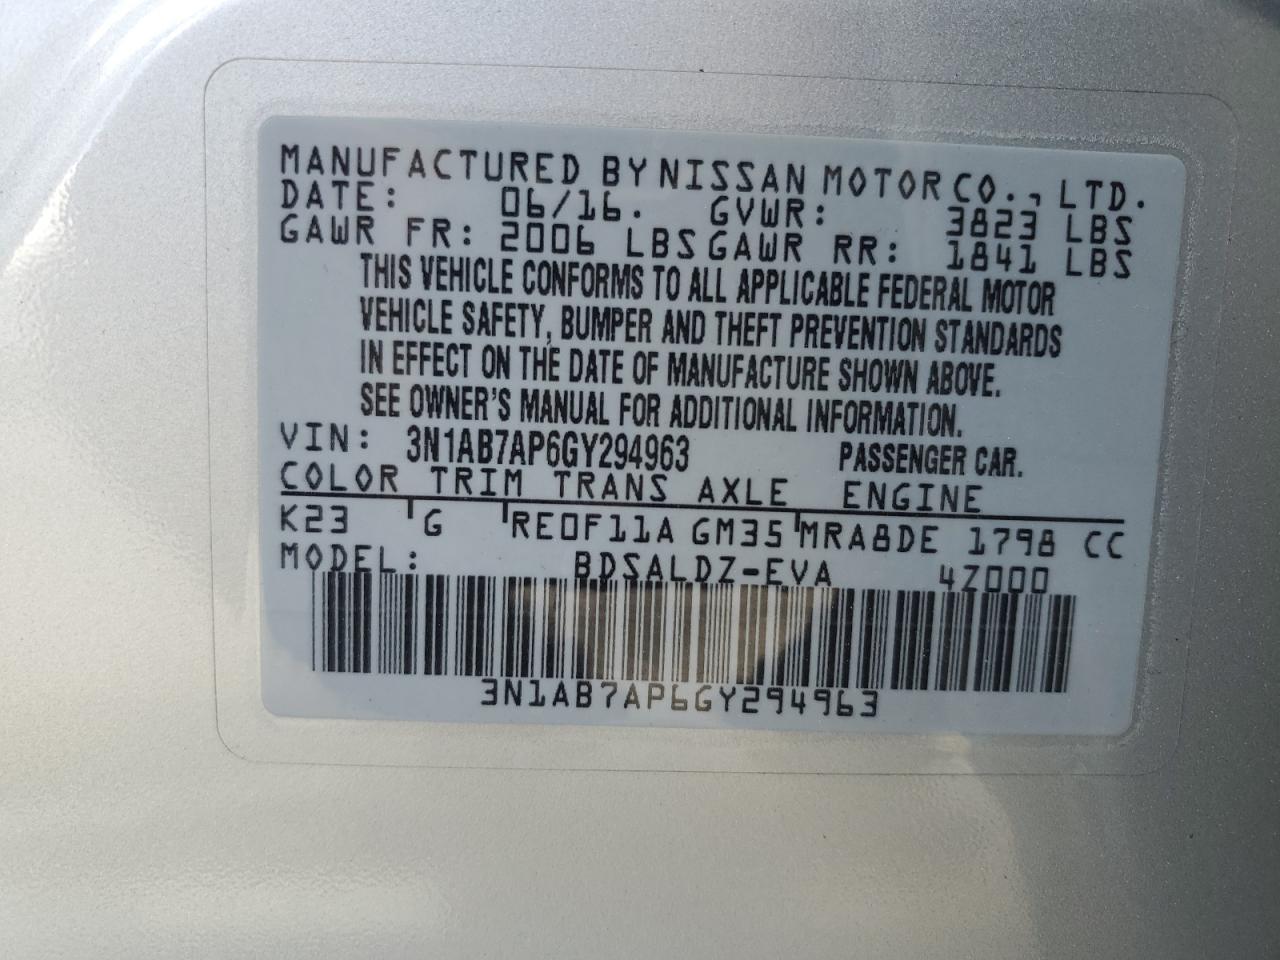 MANUFACTURED BY NISSAN MOTOR CO., LTD.
DATE: 06/16. GVWR: 3823 LBS
GAWR FR: 2006 LBS GAWR RR: 1841 LBS
THIS VEHICLE CONFORMS TO ALL APPLICABLE FEDERAL MOTOR
VEHICLE SAFETY, BUMPER AND THEFT PREVENTION STANDARDS
IN EFFECT ON THE DATE OF MANUFACTURE SHOWN ABOVE.
SEE OWNER'S MANUAL FOR ADDITIONAL INFORMATION.
VIN: 3N1AB7AP6GY294963 PASSENGER CAR.
COLOR TRIM TRANS AXLE ENGINE
K23 G RE0F11A GM35 MRA8DE 1798 CC
MODEL: BDSALDZ-EVA 4Z000
3N1AB7AP6GY294963